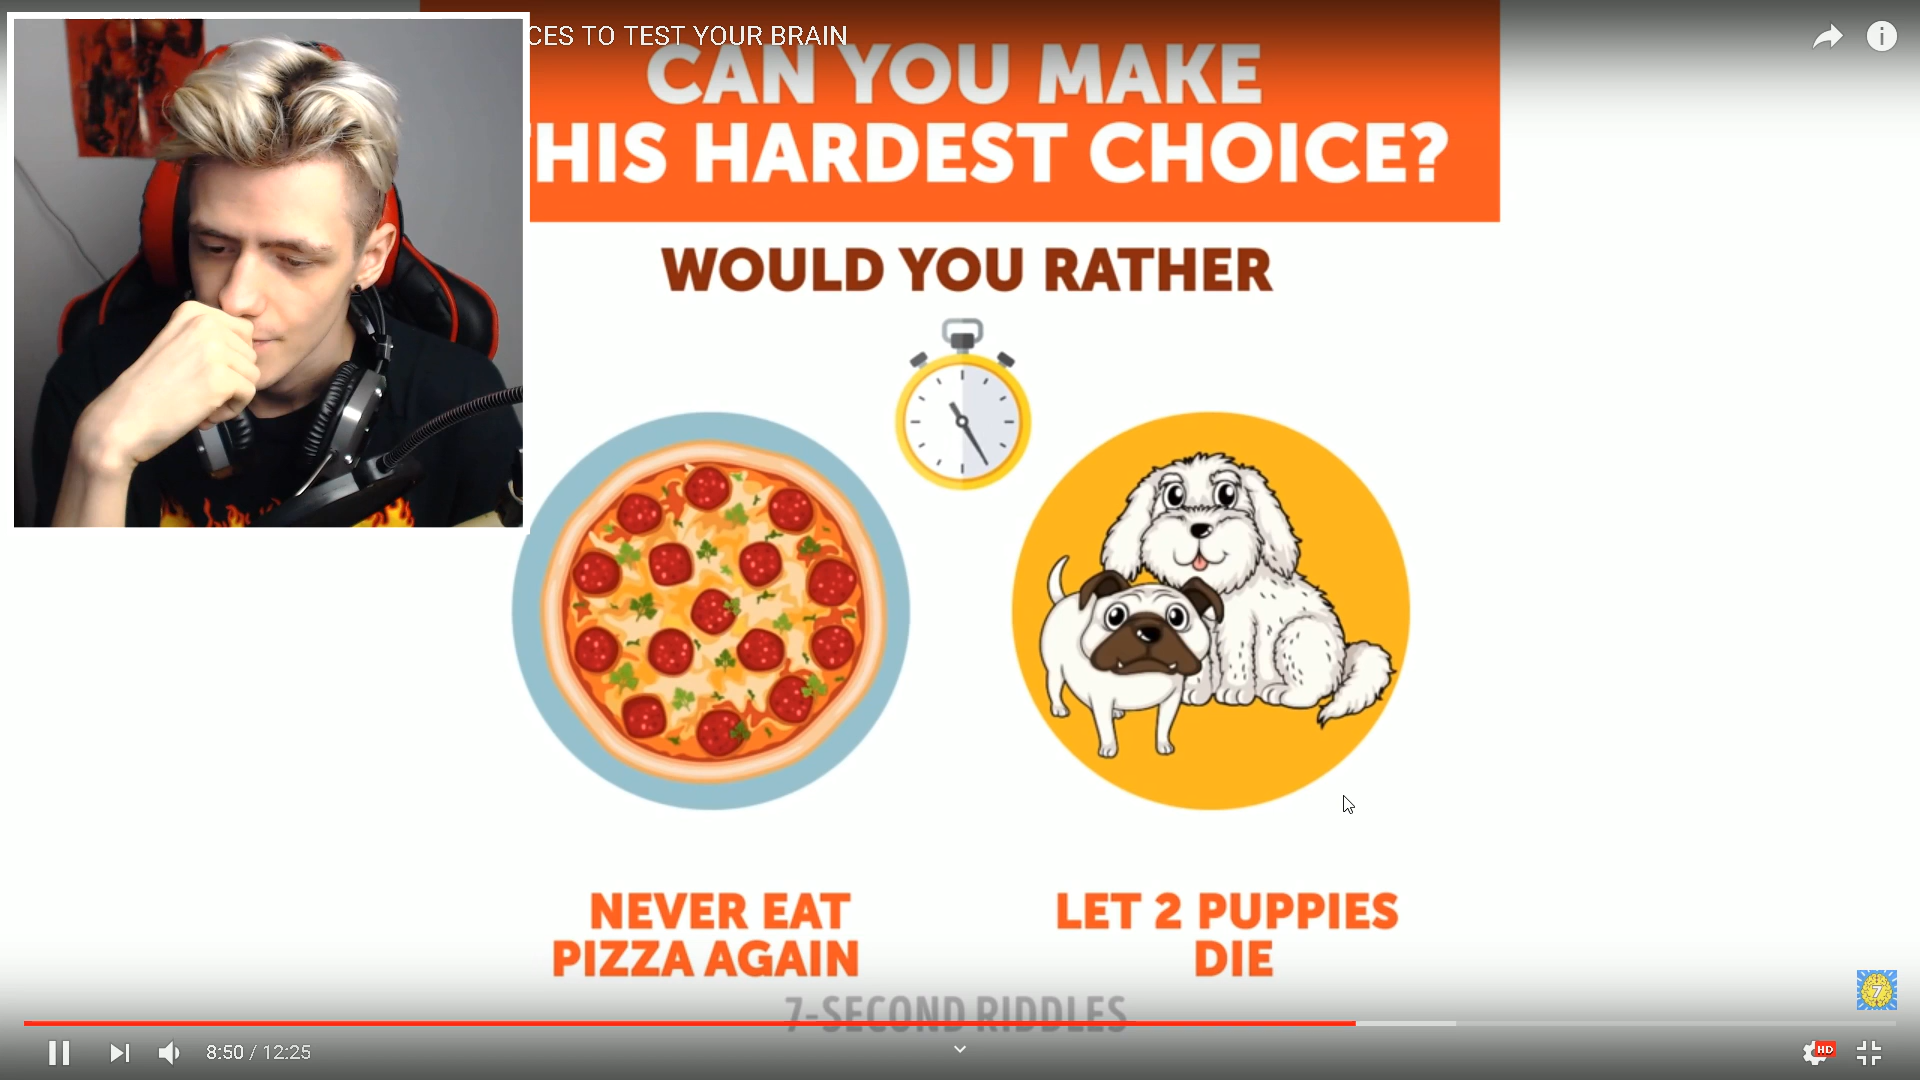 CES TO TEST YOUR BRAIN
CAN YOU MAKE
HIS HARDEST CHOICE?
WOULD YOU RATHER
NEVER EAT
PIZZA AGAIN
LET 2 PUPPIES
DIE
7-SECOND RIDDLES
7
8:50 / 12:25
HD